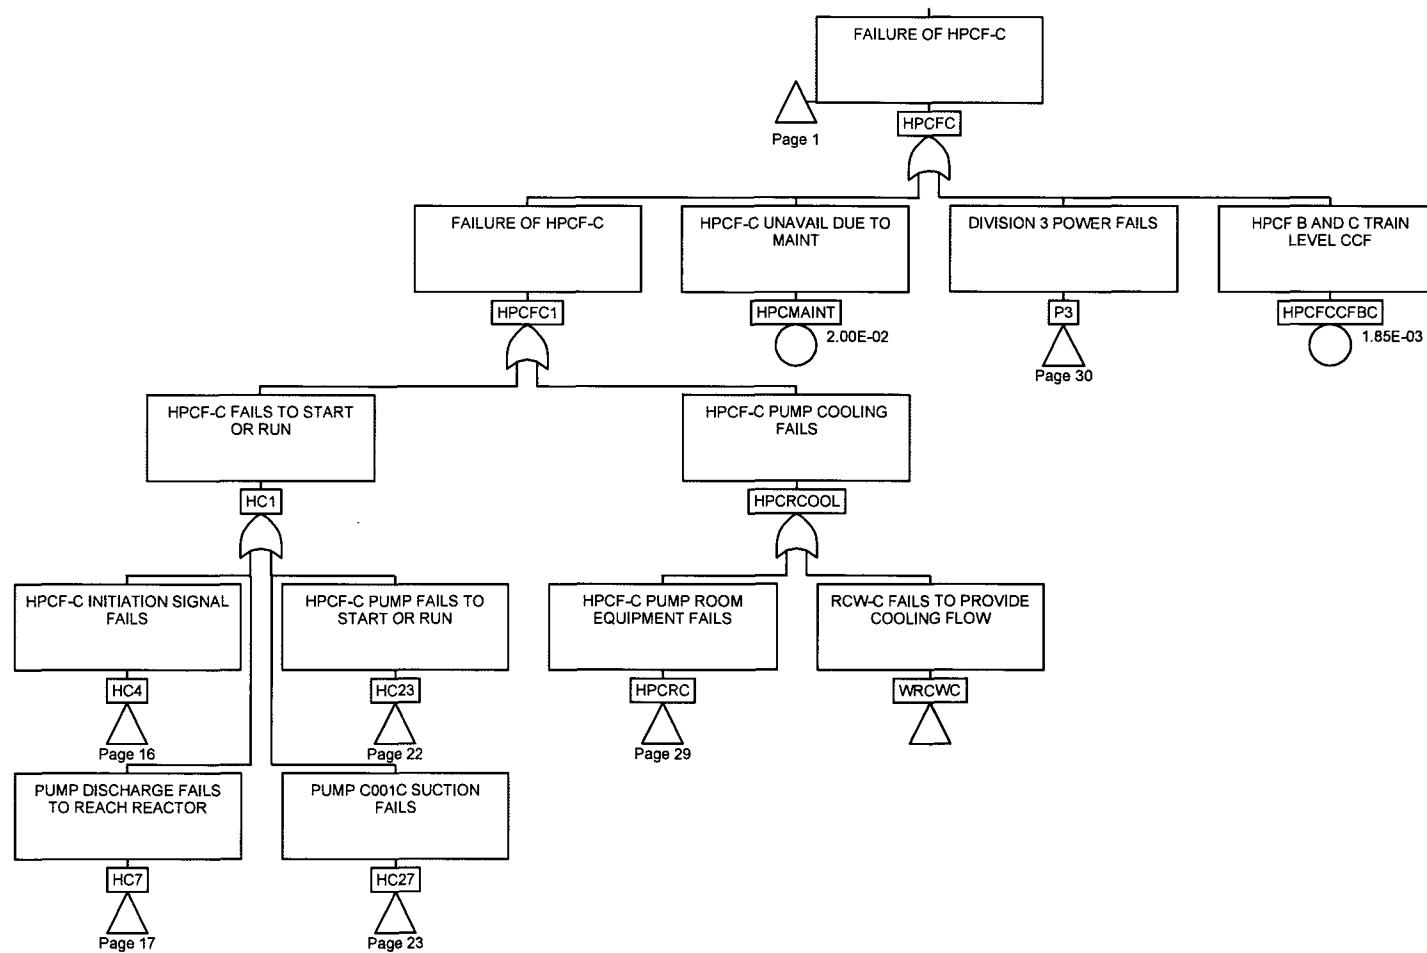 FAILURE OF HPCF-C
Page 1
HPCFC
FAILURE OF HPCF-C
HPCF-C UNAVAIL DUE TO
MAINT
DIVISION 3 POWER FAILS
HPCF B AND C TRAIN
LEVEL CCF
HPCFC1
HPCMAINT
P3
HPCFCCFBC
2.00E-02
1.85E-03
Page 30
HPCF-C FAILS TO START
OR RUN
HPCF-C PUMP COOLING
FAILS
HC1
HPCRCOOL
HPCF-C INITIATION SIGNAL
FAILS
HPCF-C PUMP FAILS TO
START OR RUN
HPCF-C PUMP ROOM
EQUIPMENT FAILS
RCW-C FAILS TO PROVIDE
COOLING FLOW
HC4
HC23
HPCRC
WRCWC
Page 16
Page 22
Page 29
PUMP DISCHARGE FAILS
TO REACH REACTOR
PUMP C001C SUCTION
FAILS
HC7
HC27
Page 17
Page 23